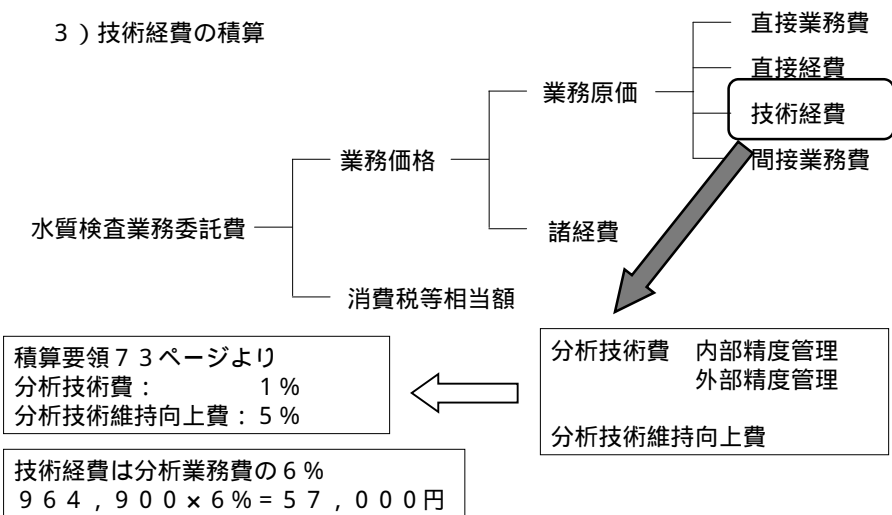 ３）技術経費の積算
直接業務費
直接経費
業務原価
技術経費
業務価格
間接業務費
水質検査業務委託費
諸経費
消費税等相当額
積算要領７３ページより
分析技術費： １％
分析技術維持向上費：５％
分析技術費 内部精度管理
外部精度管理
分析技術維持向上費
技術経費は分析業務費の６％
９６４，９００×６％＝５７，０００円